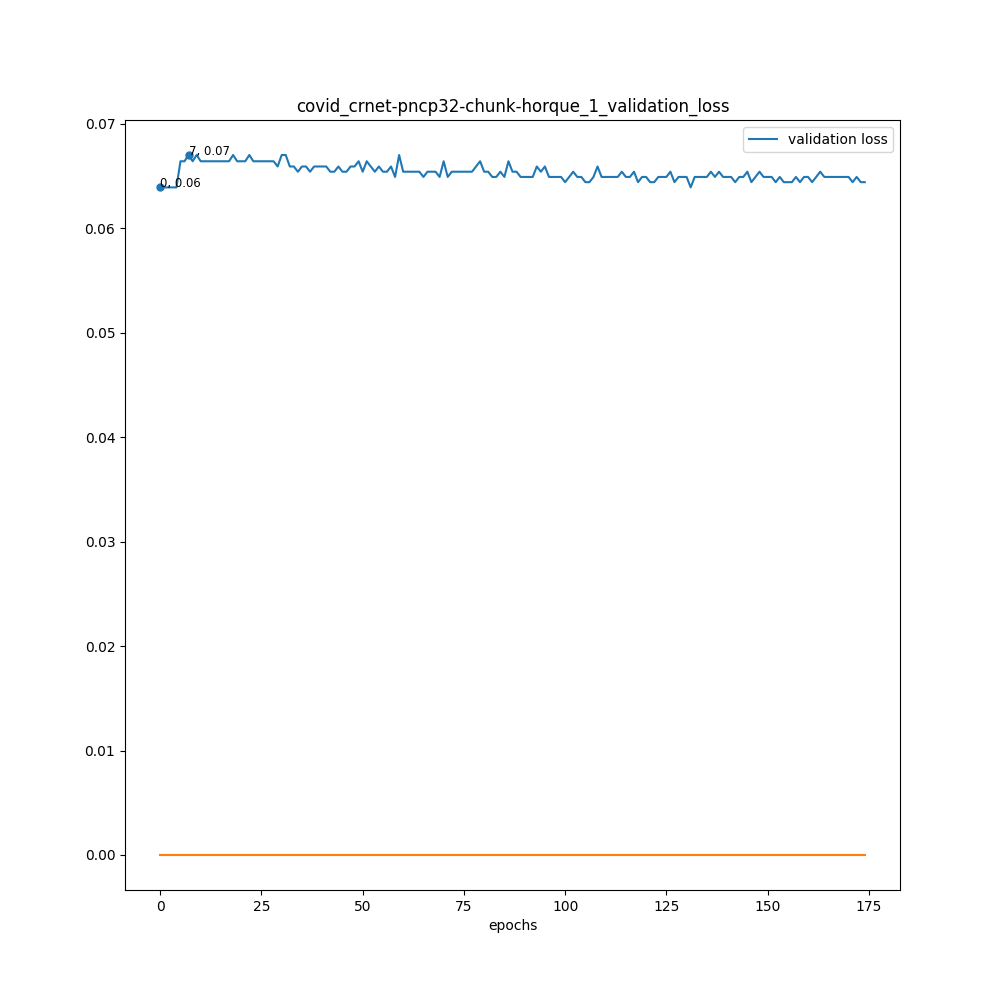 covid_crnet-pncp32-chunk-horque_1_validation_loss
0.07
validation loss
7, 0.07
0, 0.06
0.06
0.05
0.04
0.03
0.02
0.01
0.00
0 25 50 75 100 125 150 175
epochs